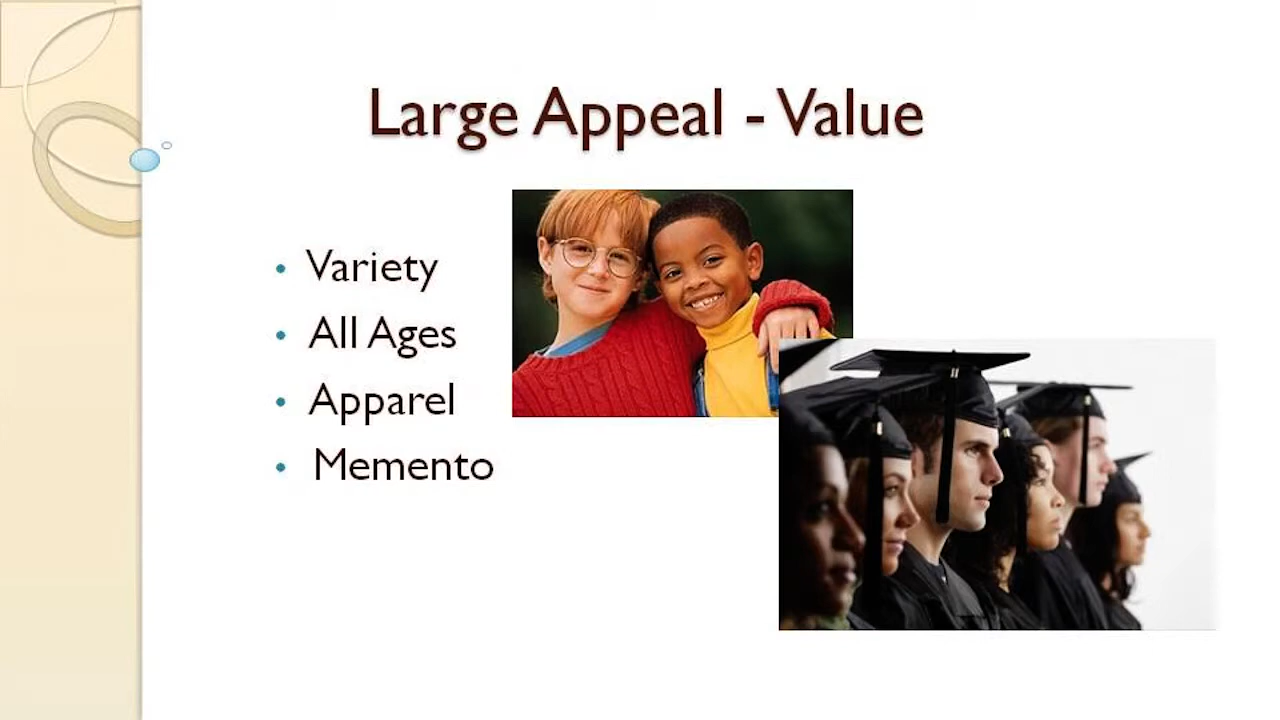 Large Appeal - Value
• Variety
• All Ages
• Apparel
• Memento